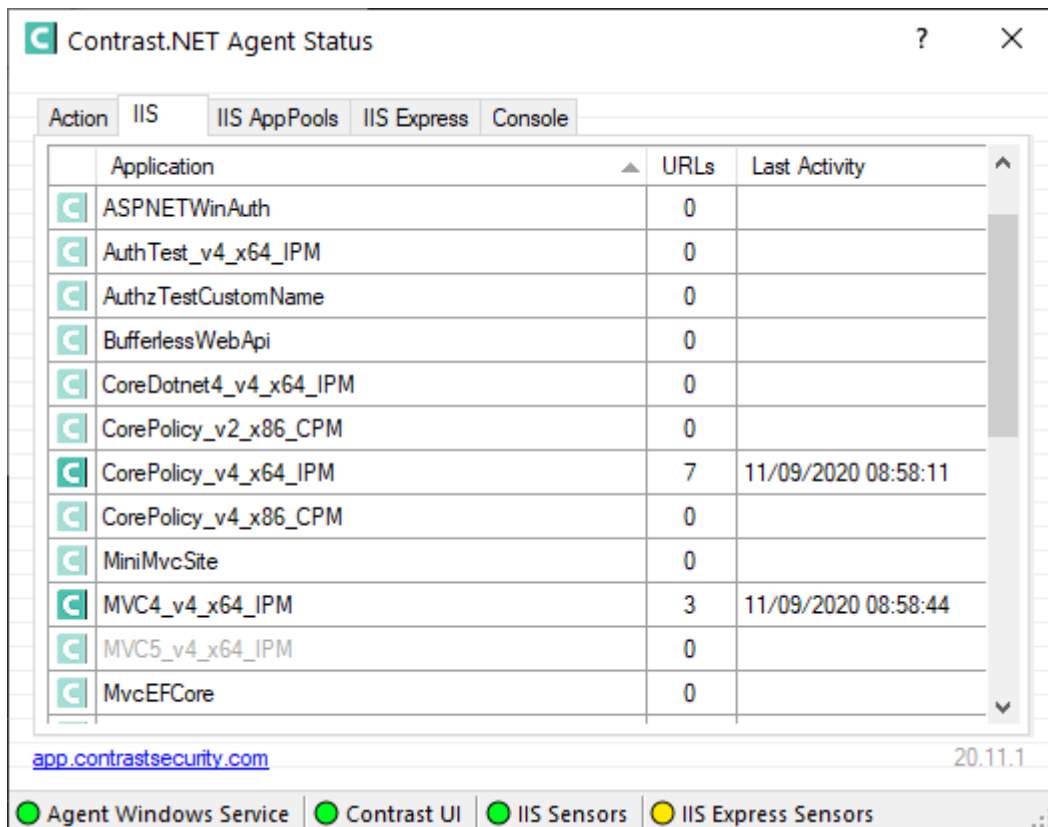 Contrast.NET Agent Status ?
Action IIS IIS AppPools IIS Express Console
Application URLs Last Activity
ASPNETWinAuth 0
AuthTest_v4_x64_IPM 0
AuthzTestCustomName 0
BufferlessWebApi 0
CoreDotnet4_v4_x64_IPM 0
CorePolicy_v2_x86_CPM 0
CorePolicy_v4_x64_IPM 7 11/09/2020 08:58:11
CorePolicy_v4_x86_CPM 0
MiniMvcSite 0
MVC4_v4_x64_IPM 3 11/09/2020 08:58:44
MVC5_v4_x64_IPM 0
MvcEFCore 0
app.contrastsecurity.com 20.11.1
Agent Windows Service Contrast UI IIS Sensors IIS Express Sensors